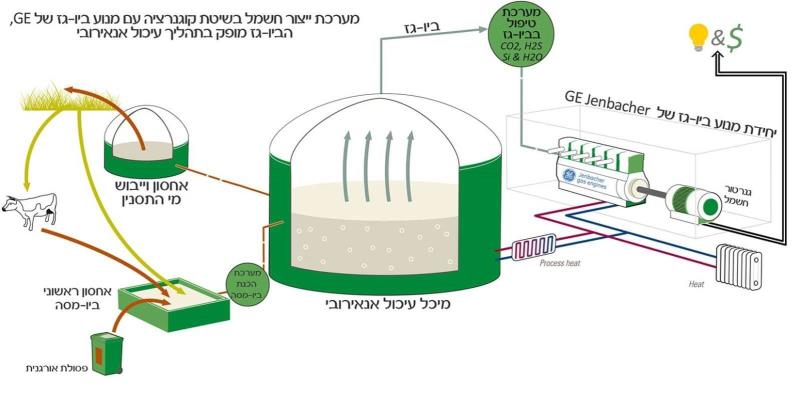 מערכת ייצור חשמל בשיטת קוגנרציה עם מנוע ביו-גז של GE,
הביו-גז מופק בתהליך עיכול אנאירובי
ביו-גז
מערכת
טיפול
בביו-גז
CO2, H2S
Si & H2O
& $
יחידת מנוע ביו-גז של GE Jenbacher
GE Jenbacher
gas engines
גנרטור
חשמל
אחסון וייבוש
מי התסנין
Process heat
Heat
מערכת
הכנת
ביו-מסה
אחסון ראשוני
ביו-מסה
מיכל עיכול אנאירובי
פסולת אורגנית